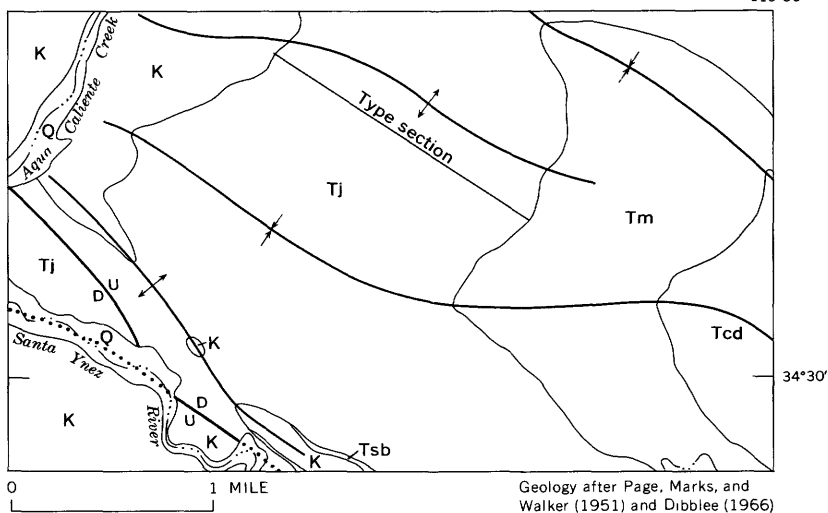 K
K
Creek
Caliente
Q
Aqua
Type section
Tj
Tm
Tj
U
D
Q
K
Tcd
Santa Ynez
River
34°30'
D
U
K
K
Tsb
K
0 1 MILE
Geology after Page, Marks, and
Walker (1951) and Dibblee (1966)